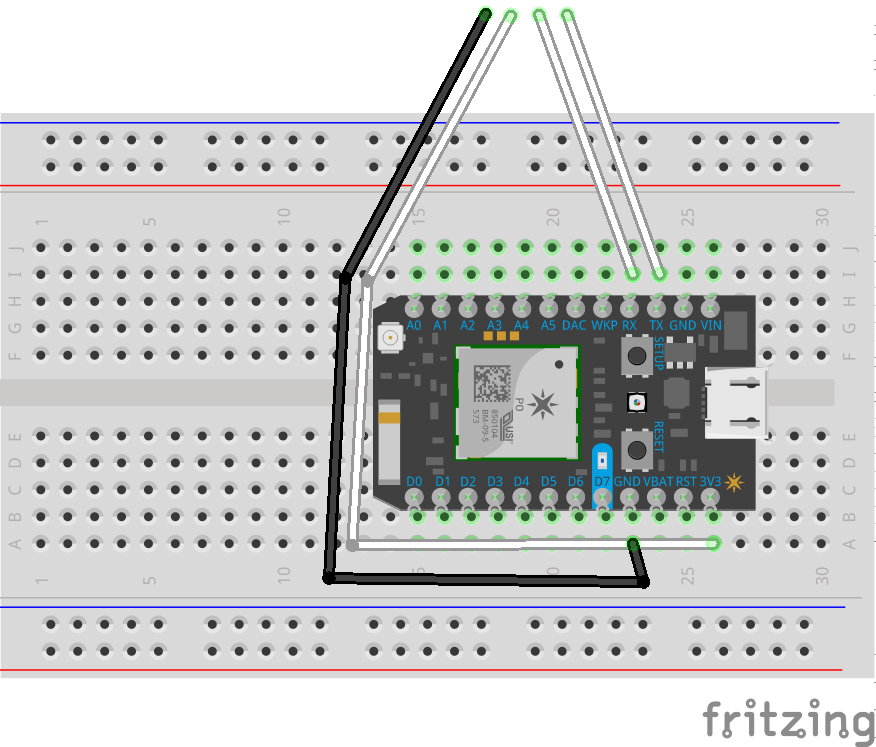 1 5 10 15 20 25 30
J J
I I
H H
G G
F F
A0 A1 A2 A3 A4 A5 DAC WKP RX TX GND VIN
SETUP
P0
USI
850104
BM-09-S
573
RESET
E E
D D
C C
B B
A A
D0 D1 D2 D3 D4 D5 D6 D7 GND VBAT RST 3V3
1 5 10 15 20 25 30
fritzing